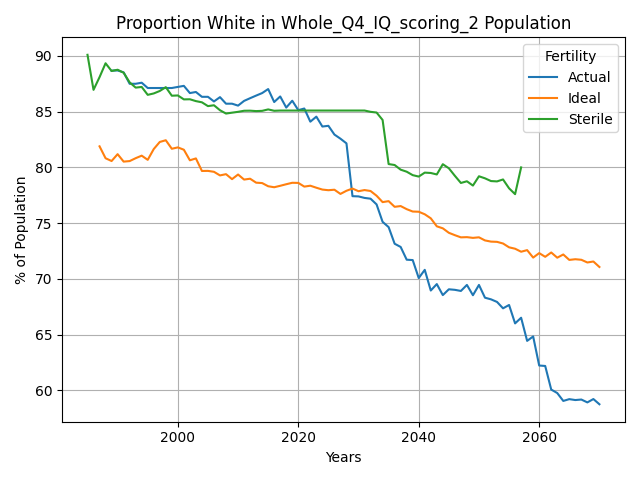 Proportion White in Whole_Q4_IQ_scoring_2 Population
Fertility
Actual
Ideal
Sterile
% of Population
90
85
80
75
70
65
60
2000
2020
2040
2060
Years